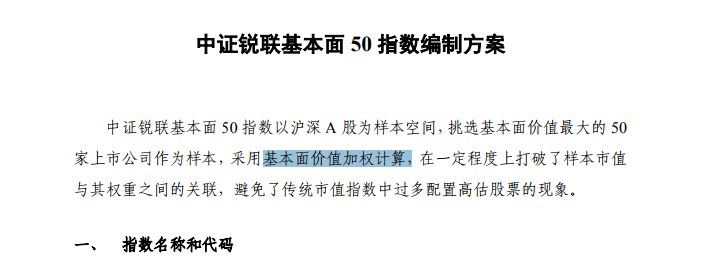 中证锐联基本面 50 指数编制方案
中证锐联基本面 50 指数以沪深 A 股为样本空间，挑选基本面价值最大的 50
家上市公司作为样本，采用基本面价值加权计算，在一定程度上打破了样本市值
与其权重之间的关联，避免了传统市值指数中过多配置高估股票的现象。
一、 指数名称和代码